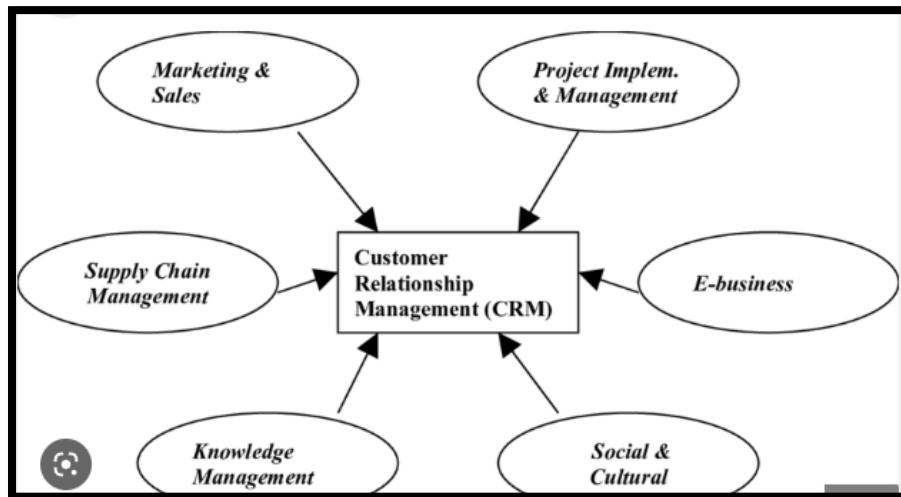 Marketing &
Sales
Project Implem.
& Management
Customer
Relationship
Management (CRM)
Supply Chain
Management
E-business
Knowledge
Management
Social &
Cultural